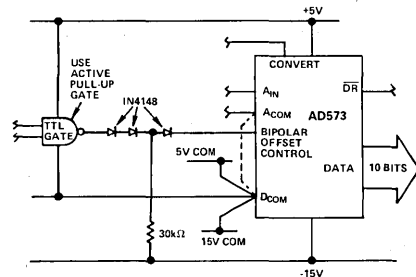 +5V
USE
ACTIVE
PULL-UP
GATE
CONVERT
IN4148
AIN
DR
ACOM
AD573
TTL
GATE
BIPOLAR
OFFSET
CONTROL
5V COM
DATA
10 BITS
DCOM
30kΩ
15V COM
-15V